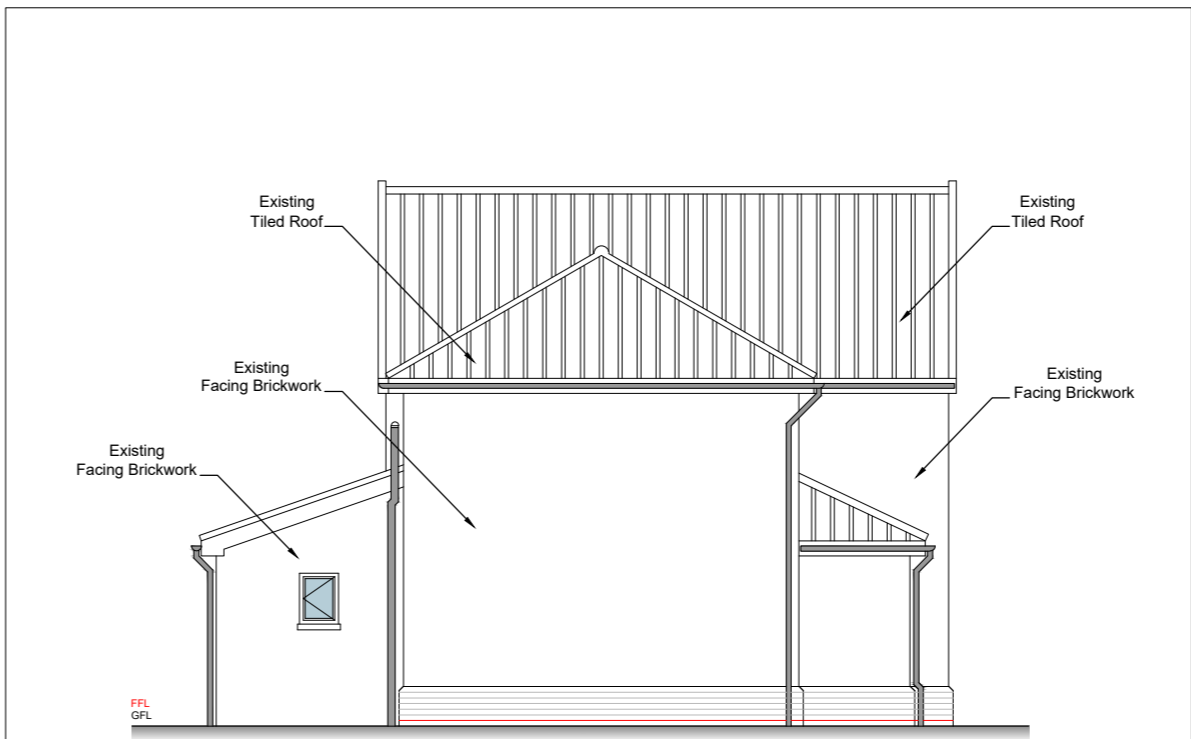 Existing
Tiled Roof
Existing
Tiled Roof
Existing
Facing Brickwork
Existing
Facing Brickwork
Existing
Facing Brickwork
FFL
GFL